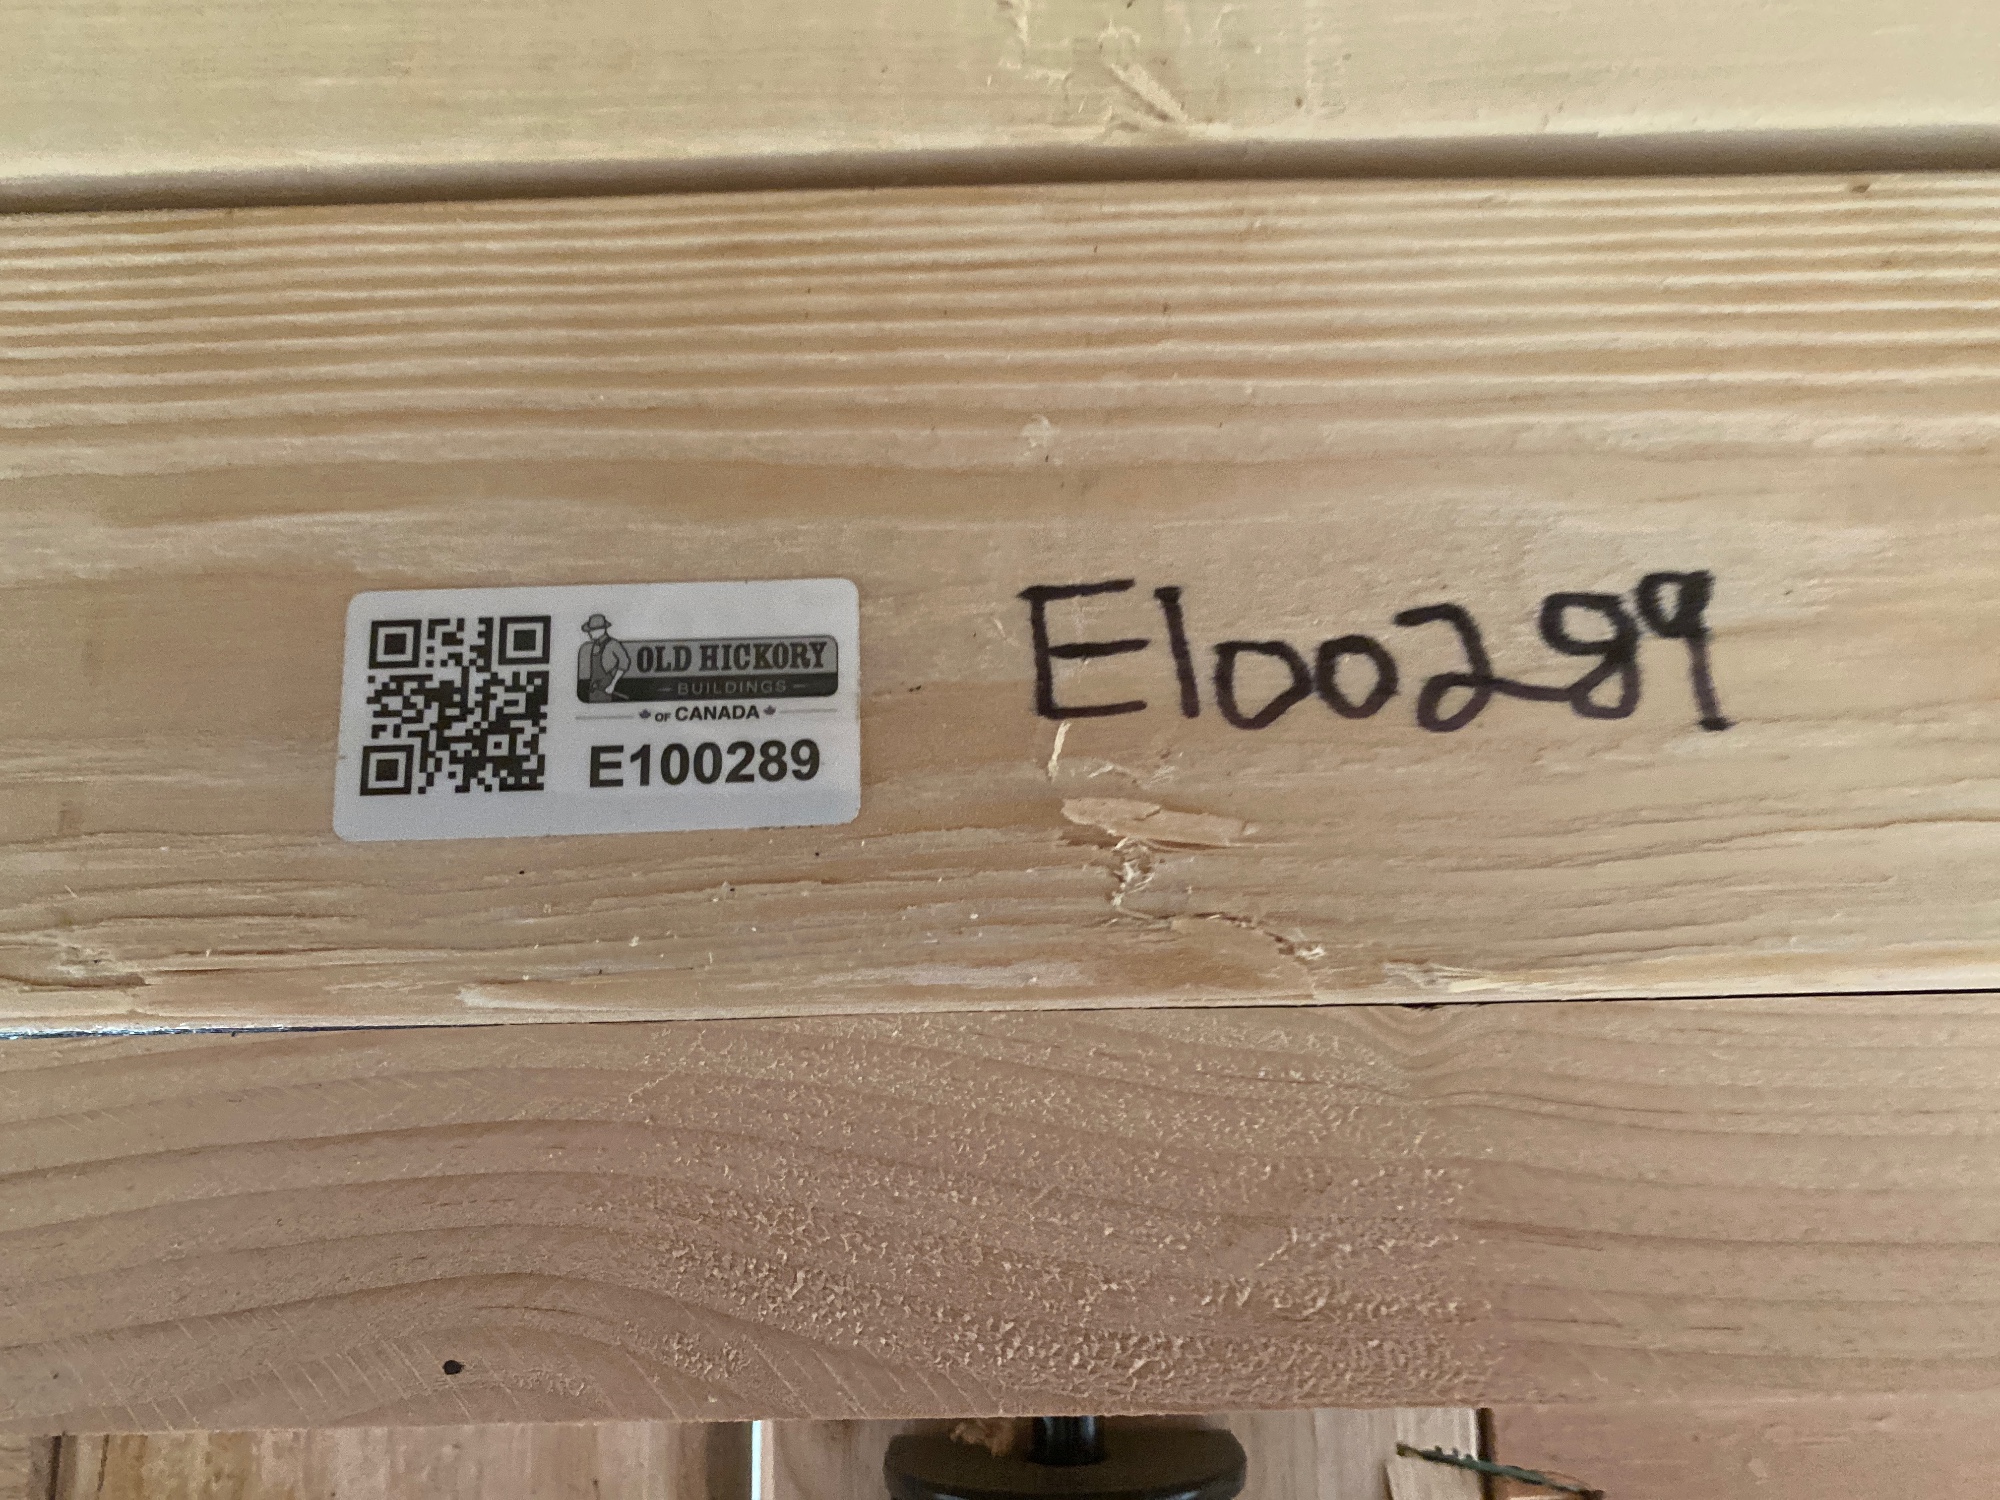 OLD HICKORY
BUILDINGS
OF CANADA
E100289
E100289